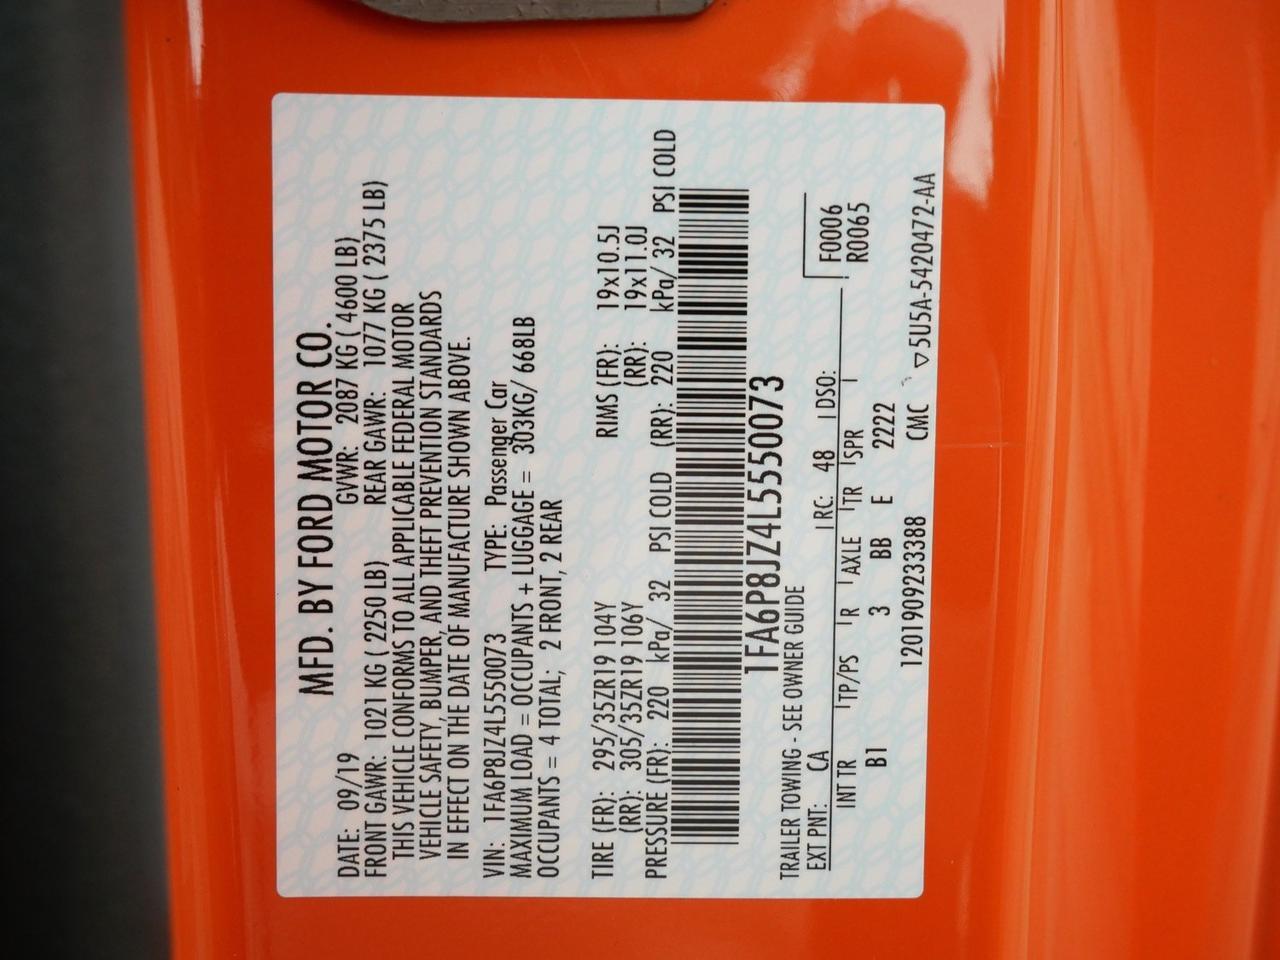 MFD. BY FORD MOTOR CO.
DATE: 09/19 GVWR: 2087 KG ( 4600 LB)
FRONT GAWR: 1021 KG ( 2250 LB) REAR GAWR: 1077 KG ( 2375 LB)
THIS VEHICLE CONFORMS TO ALL APPLICABLE FEDERAL MOTOR
VEHICLE SAFETY, BUMPER, AND THEFT PREVENTION STANDARDS
IN EFFECT ON THE DATE OF MANUFACTURE SHOWN ABOVE.
VIN: 1FA6P8JZ4L5550073 TYPE: Passenger Car
MAXIMUM LOAD = OCCUPANTS + LUGGAGE = 303KG/ 668LB
OCCUPANTS = 4 TOTAL; 2 FRONT, 2 REAR
TIRE (FR): 295/35ZR19 104Y RIMS (FR): 19x10.5J
(RR): 305/35ZR19 106Y (RR): 19x11.0J
PRESSURE (FR): 220 kPa/ 32 PSI COLD (RR): 220 kPa/ 32 PSI COLD
1FA6P8JZ4L5550073
TRAILER TOWING - SEE OWNER GUIDE
EXT PNT: CA RC: 48 DSO: F0006
R0065
INT TR TP/PS R AXLE TR SPR
B1 3 BB E 2222
1201909233388 CMC ▽5U5A-5420472-AA